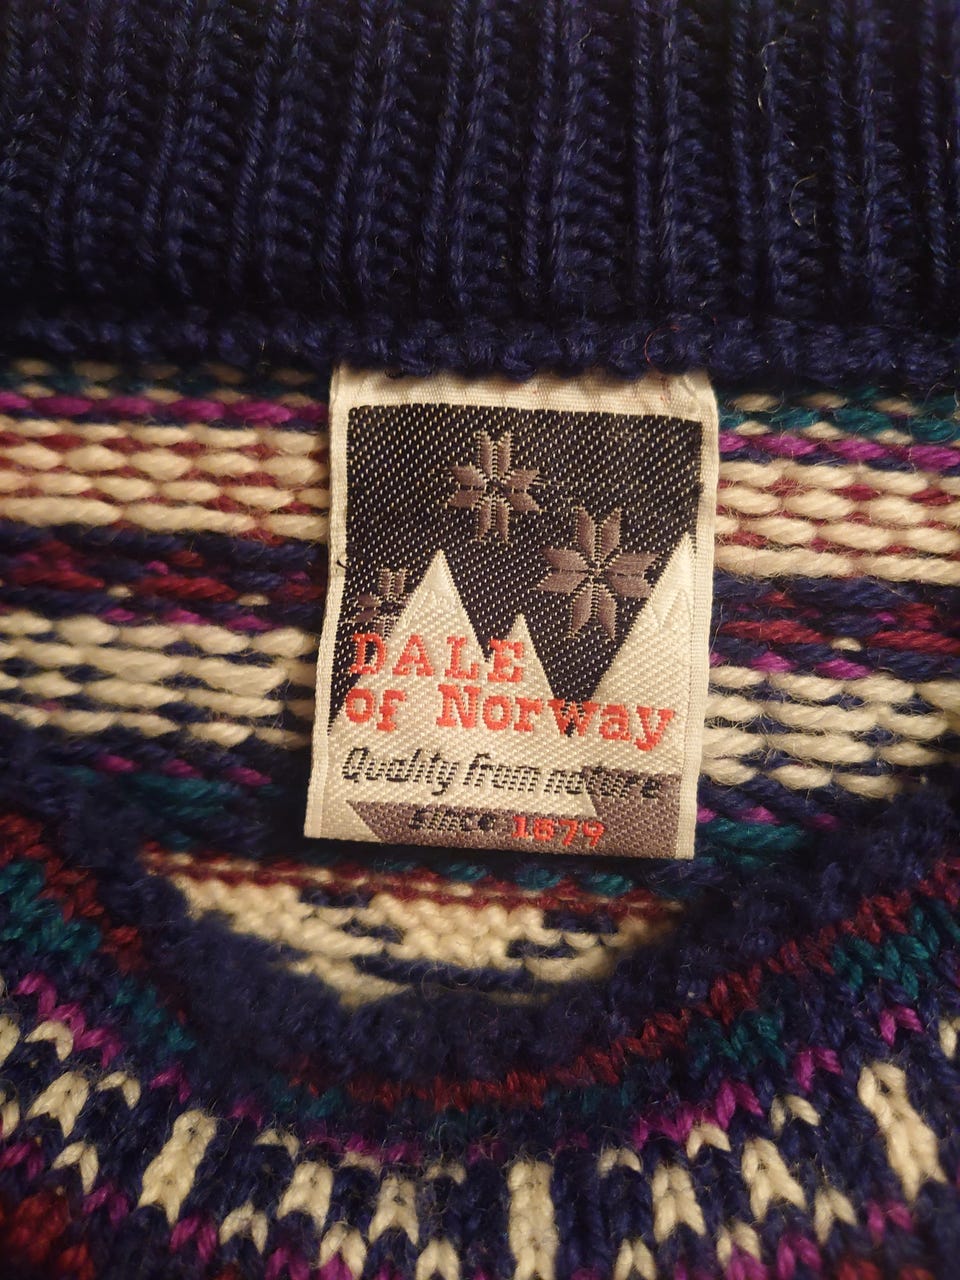 DALE
of Norway
Quality from nature
since 1879